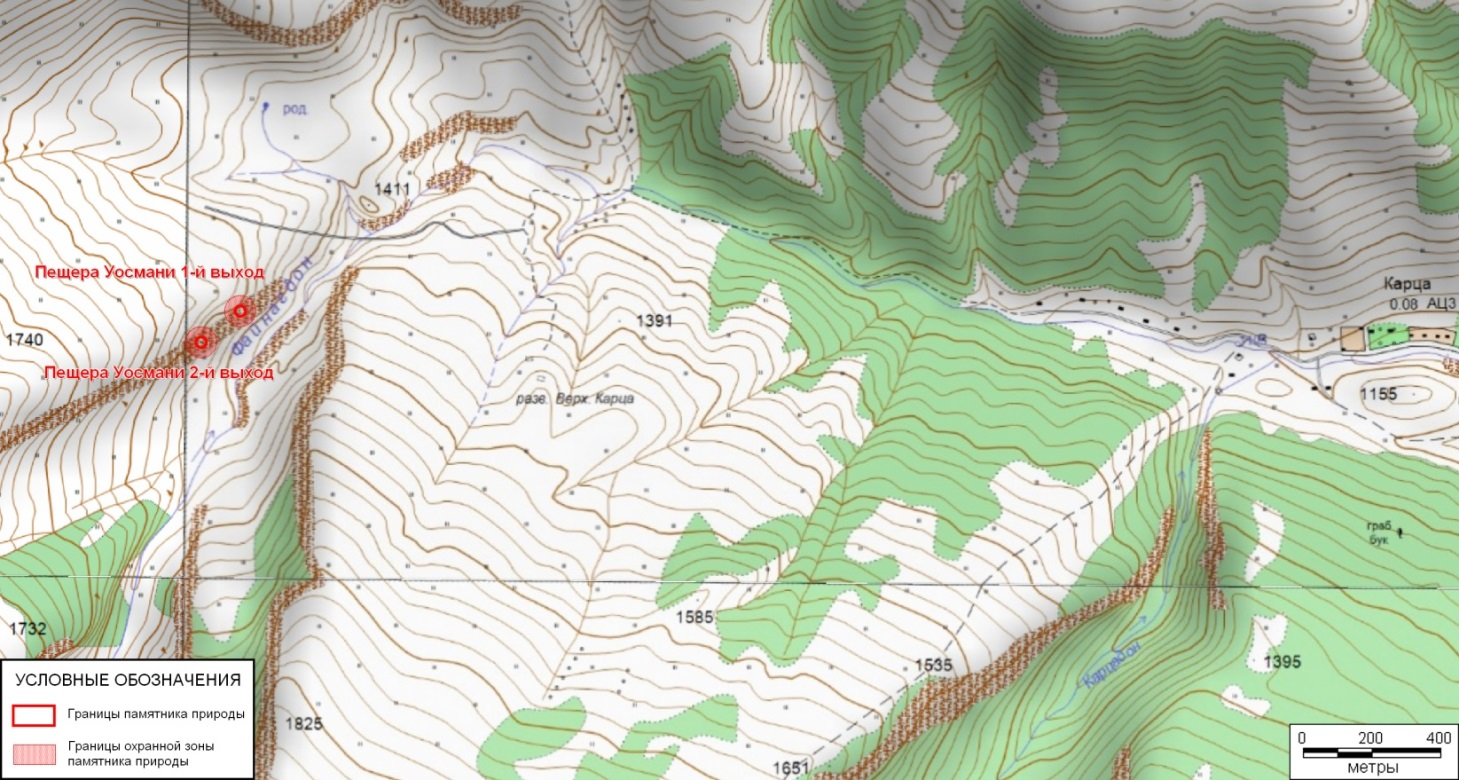 род.
1411
Пещера Уосмани 1-й выход
Файнагдон
1740
Пещера Уосмани 2-й выход
1391
разв. Верх. Карца
Карца
0.08 АЦЗ
1155
граб
бук
1732
1585
1535
Карцадон
1395
1825
1651
УСЛОВНЫЕ ОБОЗНАЧЕНИЯ
Границы памятника природы
Границы охранной зоны
памятника природы
0 200 400
метры